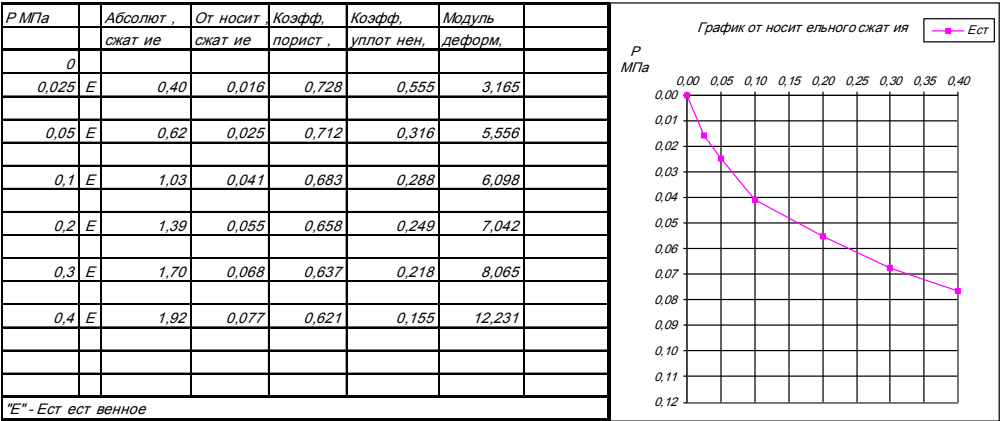 Р МПа Абсолют , От носит , Коэфф, Коэфф, Модуль
сжат ие сжат ие порист , уплот нен, деформ,
0
0,025 Е 0,40 0,016 0,728 0,555 3,165
0,05 Е 0,62 0,025 0,712 0,316 5,556
0,1 Е 1,03 0,041 0,683 0,288 6,098
0,2 Е 1,39 0,055 0,658 0,249 7,042
0,3 Е 1,70 0,068 0,637 0,218 8,065
0,4 Е 1,92 0,077 0,621 0,155 12,231
"Е" - Ест ест венное
График от носит ельного сжат ия
Ест
Р
МПа
0,00 0,05 0,10 0,15 0,20 0,25 0,30 0,35 0,40
0,00
0,01
0,02
0,03
0,04
0,05
0,06
0,07
0,08
0,09
0,10
0,11
0,12